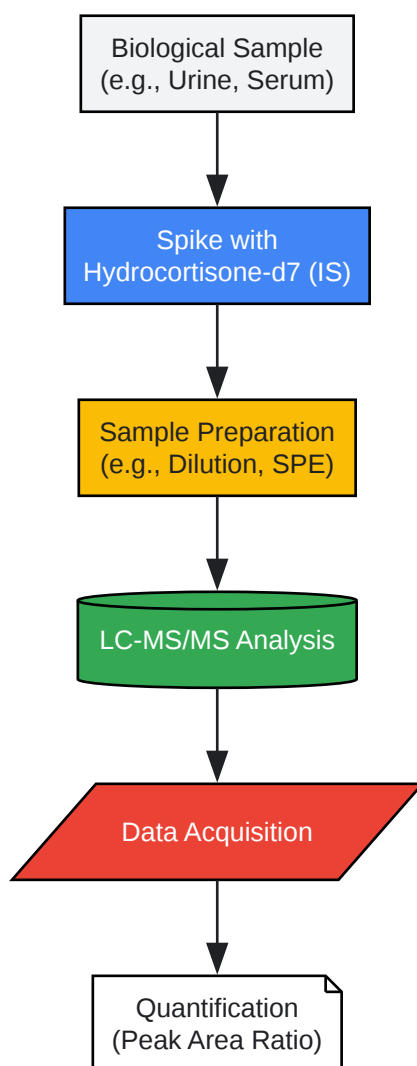 Biological Sample
(e.g., Urine, Serum)
Spike with
Hydrocortisone-d7 (IS)
Sample Preparation
(e.g., Dilution, SPE)
LC-MS/MS Analysis
Data Acquisition
Quantification
(Peak Area Ratio)